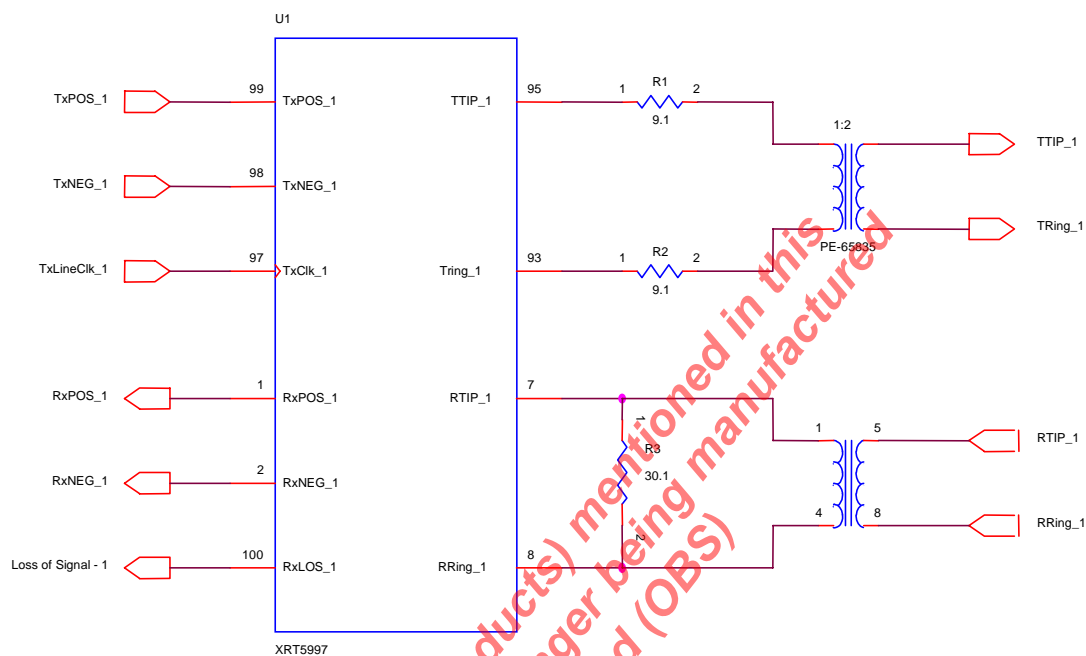 U1
TxPOS_1
99
TxPOS_1
TTIP_1
95
1
R1
2
9.1
1:2
TTIP_1
TxNEG_1
98
TxNEG_1
TRing_1
PE-65835
TxLineClk_1
97
TxClk_1
Tring_1
93
1
R2
2
9.1
RxPOS_1
1
RxPOS_1
RTIP_1
7
1
R3
30.1
2
1
5
RTIP_1
4
8
RRing_1
RxNEG_1
2
RxNEG_1
Loss of Signal - 1
100
RxLOS_1
RRing_1
8
XRT5997
ducts) mentioned in this
nger being manufactured
d (OBS)